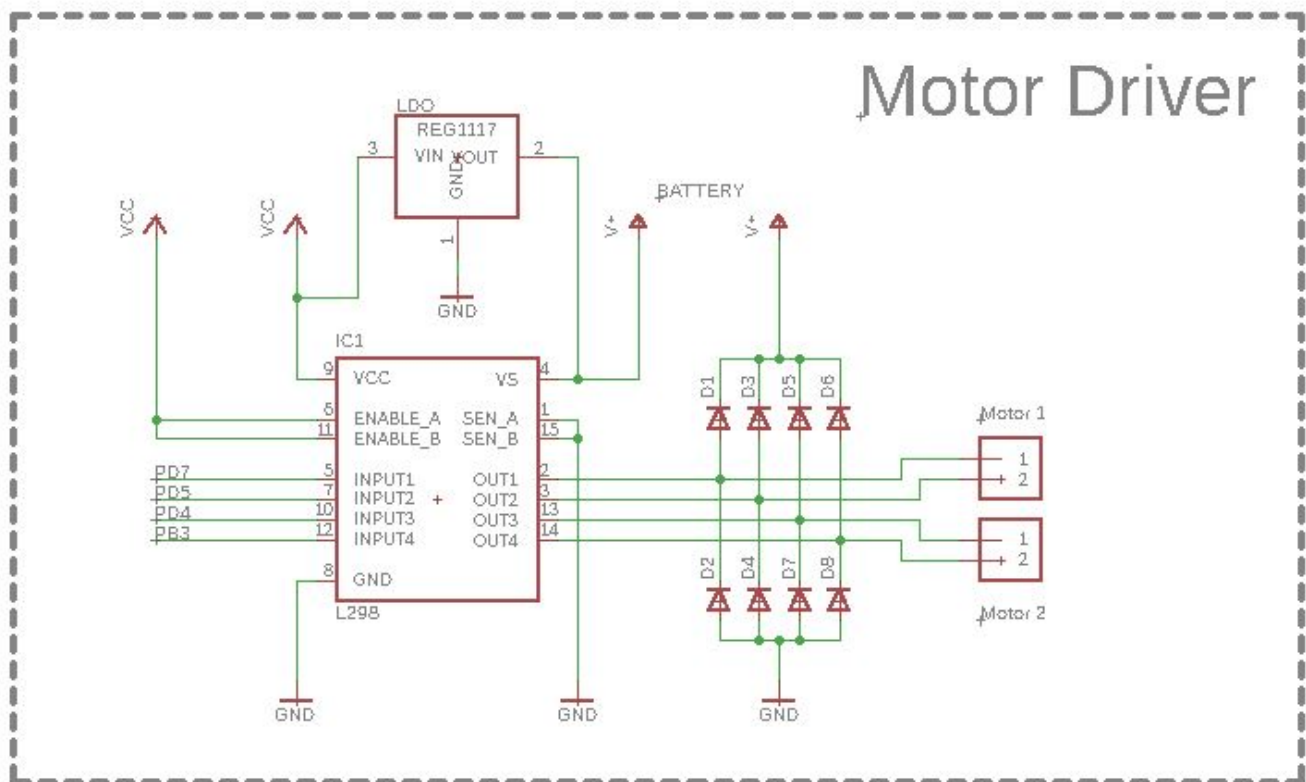 Motor Driver
LDO
REG1117
3 VIN VOUT 2
GND
1
GND
VCC
VCC
V+
BATTERY
V+
IC1
9 VCC VS 4
6 ENABLE_A SEN_A 1
11 ENABLE_B SEN_B 15
PD7 5 INPUT1 OUT1 2
PD5 7 INPUT2 OUT2 3
PD4 10 INPUT3 OUT3 13
PB3 12 INPUT4 OUT4 14
8 GND
L298
D1 D3 D5 D6
D2 D4 D7 D8
Motor 1
1
2
1
2
Motor 2
GND GND GND